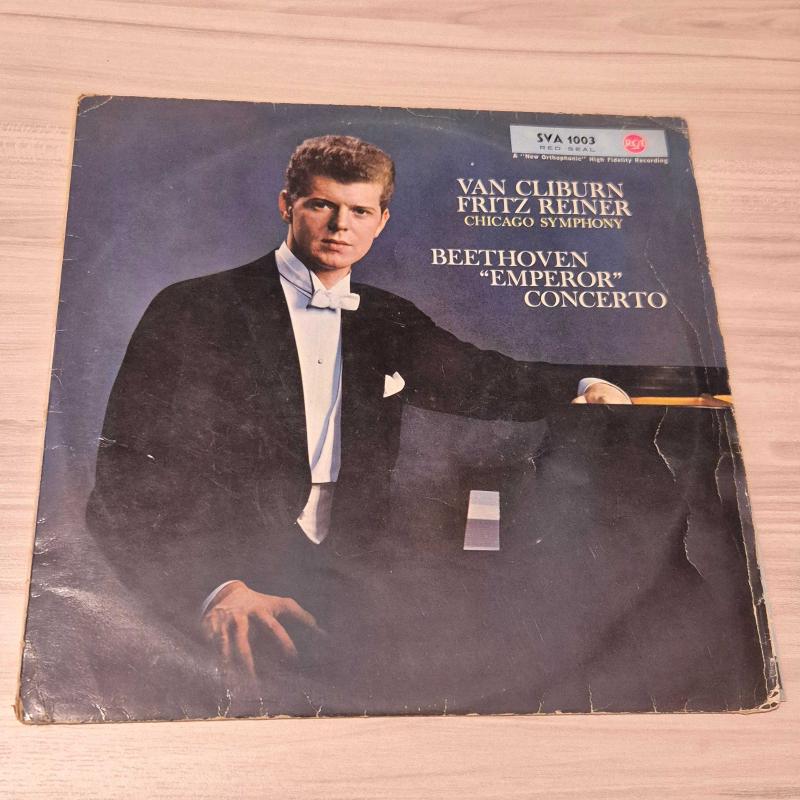 SVA 1003
RED SEAL
RCA
A "New Orthophonic" High Fidelity Recording
VAN CLIBURN
FRITZ REINER
CHICAGO SYMPHONY
BEETHOVEN
"EMPEROR"
CONCERTO